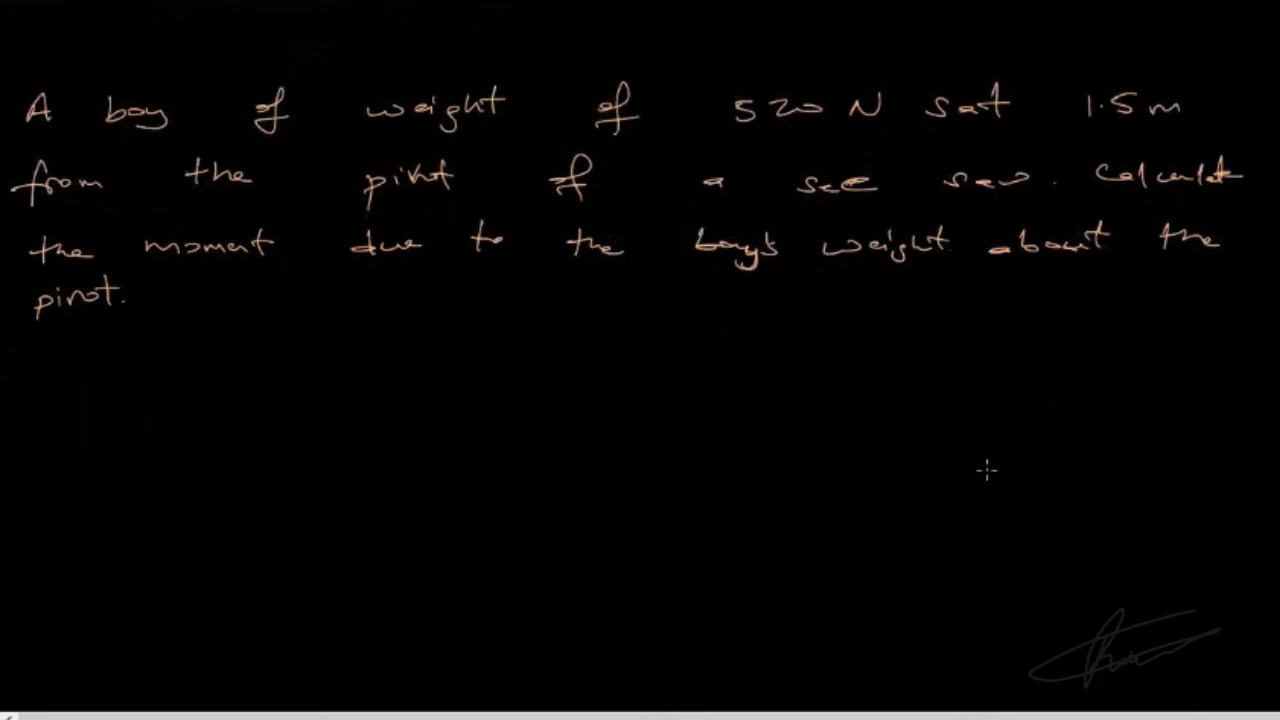 A boy of weight of 520 N sat 1.5m
from the pivot of a see saw. Calculate
the moment due to the boy's weight about the
pivot.